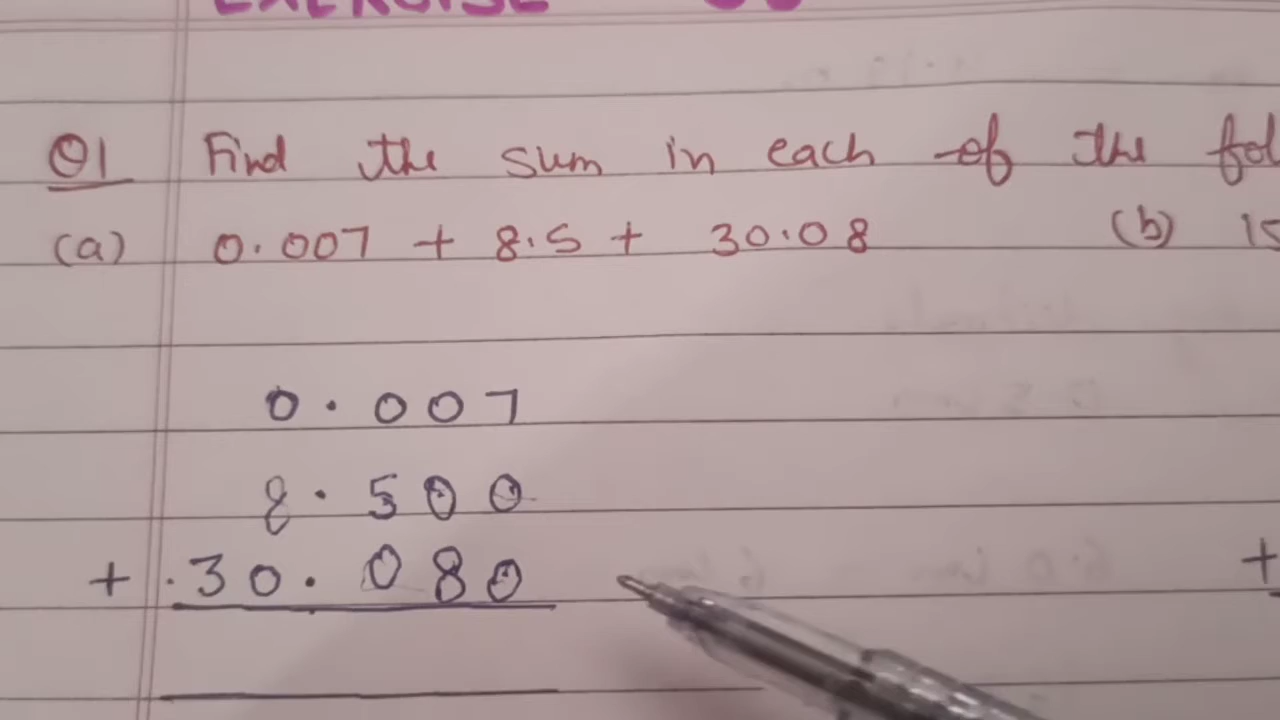 EXERCISE
Q1 Find the sum in each of the
(a) 0.007 + 8.5 + 30.08 (b)
0.007
8.500
+ 30.080 +